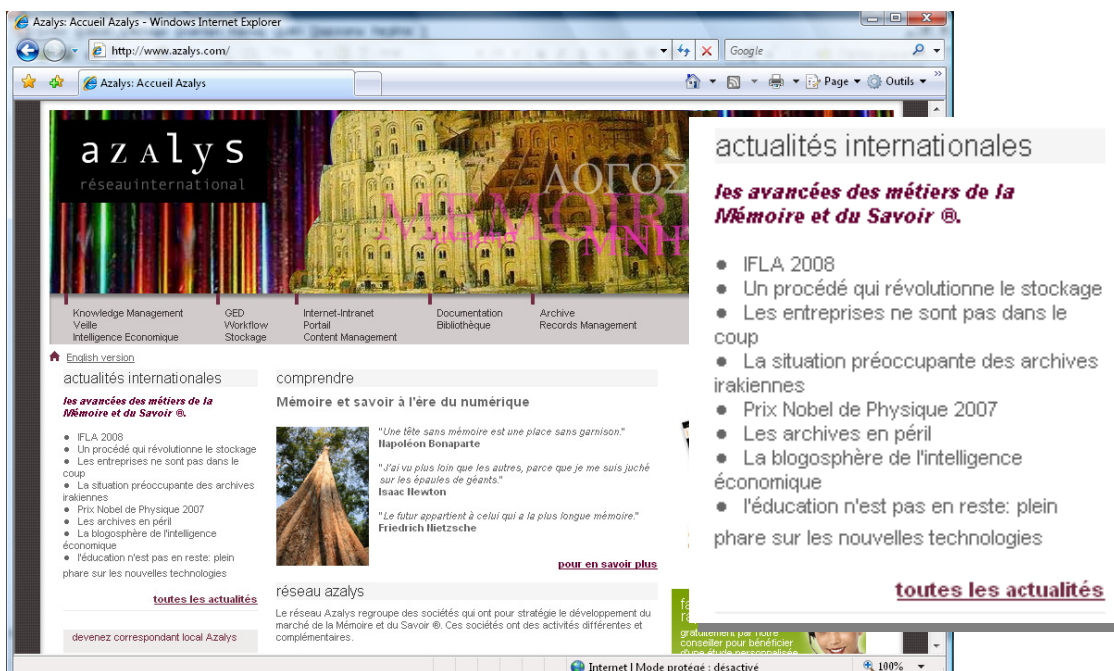 Azalys: Accueil Azalys - Windows Internet Explorer
http://www.azalys.com/
Google
Azalys: Accueil Azalys
Page
Outils
azalys
réseauinternational
ΛΟΓΟΣ
Knowledge Management
Veille
Intelligence Economique
GED
Workflow
Stockage
Internet-Intranet
Portail
Content Management
Documentation
Bibliothèque
Archive
Records Management
English version
actualités internationales
les avancées des métiers de la
Mémoire et du Savoir ®.
● IFLA 2008
● Un procédé qui révolutionne le stockage
● Les entreprises ne sont pas dans le
coup
● La situation préoccupante des archives
irakiennes
● Prix Nobel de Physique 2007
● Les archives en péril
● La blogosphère de l'intelligence
économique
● l'éducation n'est pas en reste: plein
phare sur les nouvelles technologies
toutes les actualités
devenez correspondant local Azalys
comprendre
Mémoire et savoir à l'ère du numérique
"Une tête sans mémoire est une place sans garnison."
Napoléon Bonaparte
"J'ai vu plus loin que les autres, parce que je me suis juché
sur les épaules de géants."
Isaac Newton
"Le futur appartient à celui qui a la plus longue mémoire."
Friedrich Nietzsche
pour en savoir plus
réseau azalys
Le réseau Azalys regroupe des sociétés qui ont pour stratégie le développement du
marché de la Mémoire et du Savoir ®. Ces sociétés ont des activités différentes et
complémentaires.
gratuitement par notre
conseiller pour bénéficier
d'une étude personnalisée
actualités internationales
les avancées des métiers de la
Mémoire et du Savoir ®.
● IFLA 2008
● Un procédé qui révolutionne le stockage
● Les entreprises ne sont pas dans le
coup
● La situation préoccupante des archives
irakiennes
● Prix Nobel de Physique 2007
● Les archives en péril
● La blogosphère de l'intelligence
économique
● l'éducation n'est pas en reste: plein
phare sur les nouvelles technologies
toutes les actualités
Internet | Mode protégé : désactivé
100%